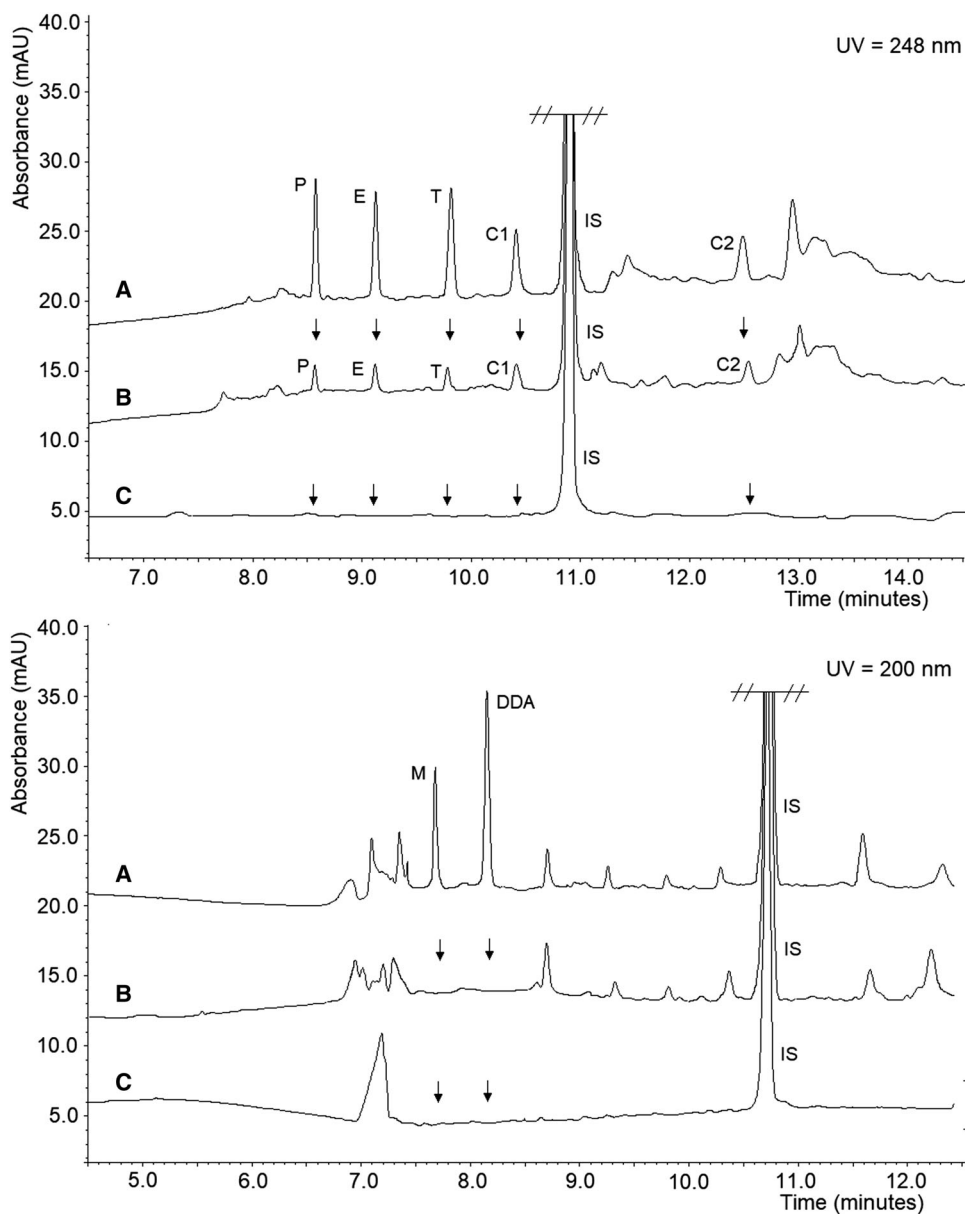 Absorbance (mAU)
40.0
35.0
30.0
25.0
20.0
15.0
10.0
5.0
UV = 248 nm
P E T C1 IS C2
A
P E T C1 IS C2
B
IS
C
7.0 8.0 9.0 10.0 11.0 12.0 13.0 14.0
Time (minutes)
Absorbance (mAU)
40.0
35.0
30.0
25.0
20.0
15.0
10.0
5.0
UV = 200 nm
M DDA IS
A
IS
B
IS
C
5.0 6.0 7.0 8.0 9.0 10.0 11.0 12.0
Time (minutes)